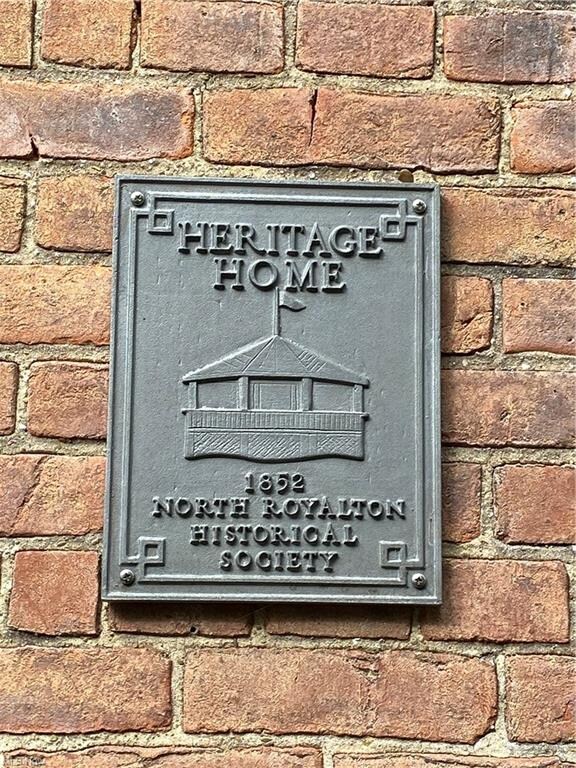 HERITAGE
HOME
1852
NORTH ROYALTON
HISTORICAL
SOCIETY